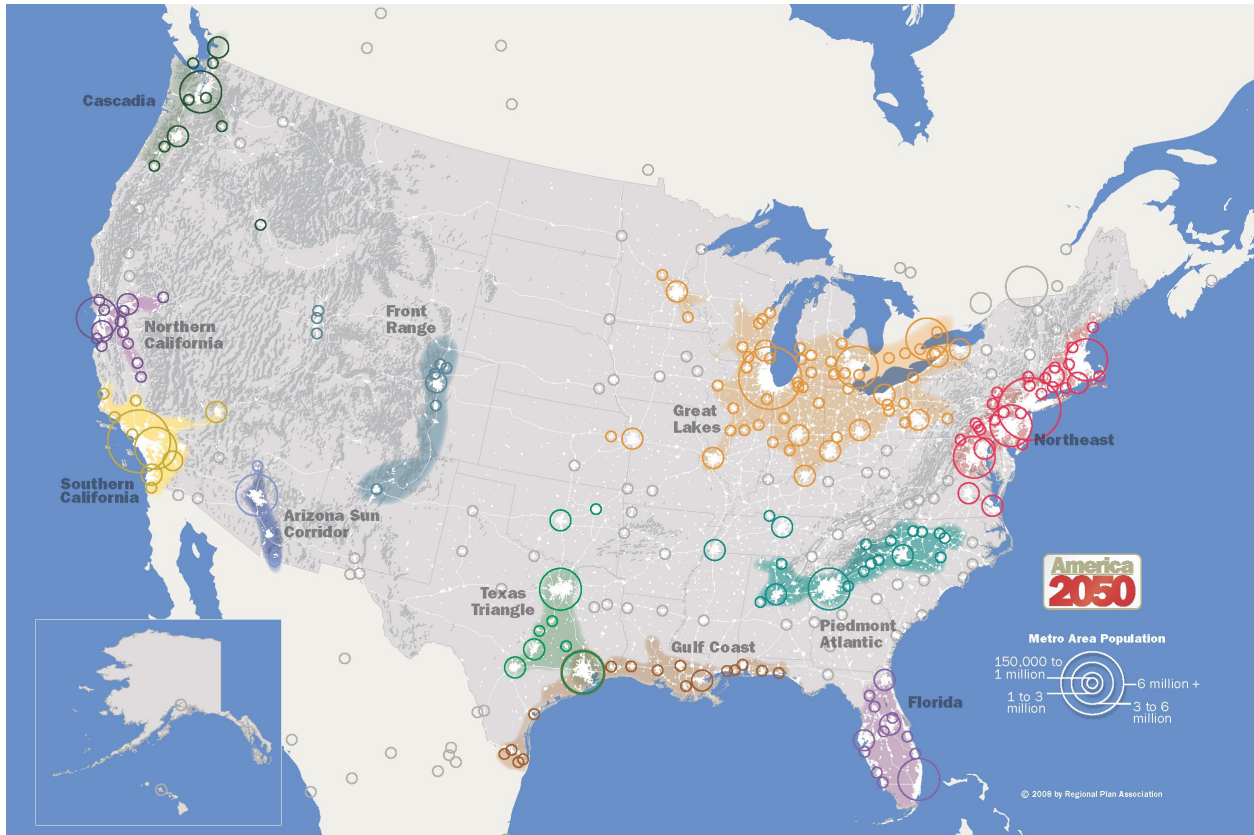 Cascadia
Northern
California
Front
Range
Great
Lakes
Northeast
Southern
California
Arizona Sun
Corridor
Texas
Triangle
Gulf Coast
Piedmont
Atlantic
Florida
America
2050
Metro Area Population
150,000 to
1 million
1 to 3
million
6 million +
3 to 6
million
© 2008 by Regional Plan Association